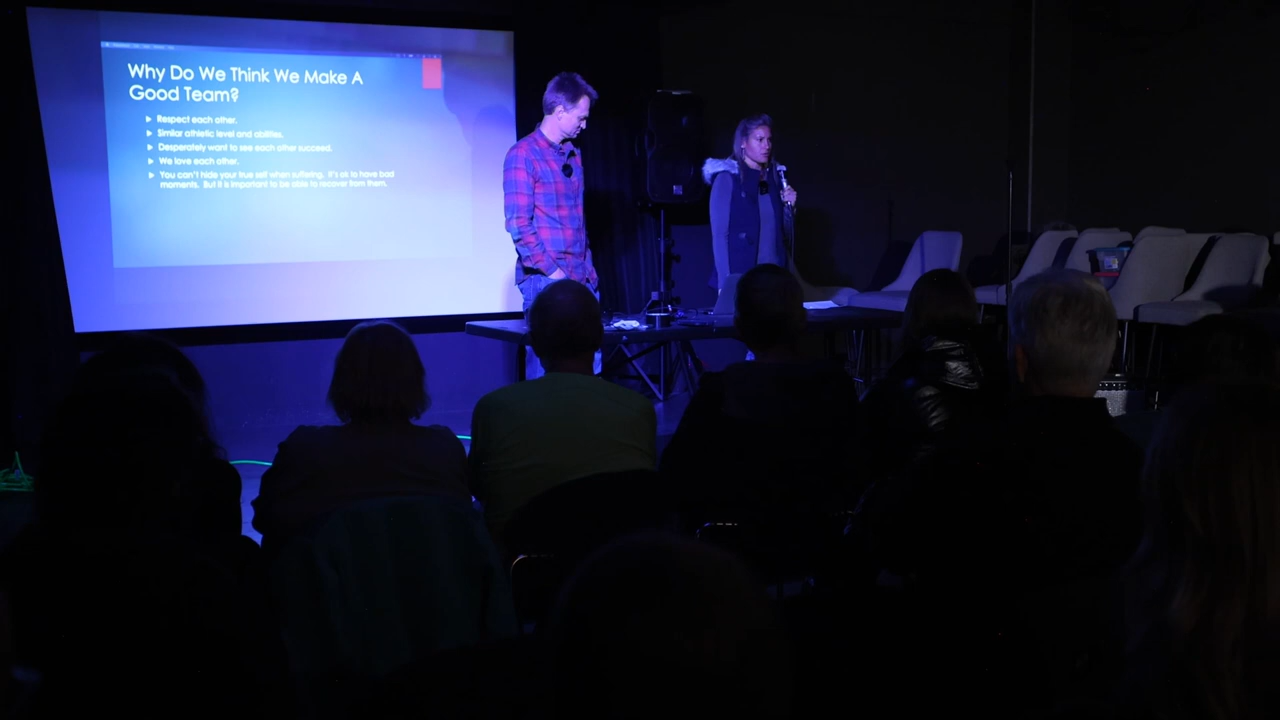 Why Do We Think We Make A
Good Team?
Respect each other.
Similar athletic level and abilities.
Desperately want to see each other succeed.
We love each other.
You can't hide your true self when suffering. It's ok to have bad
moments. But it is important to be able to recover from them.